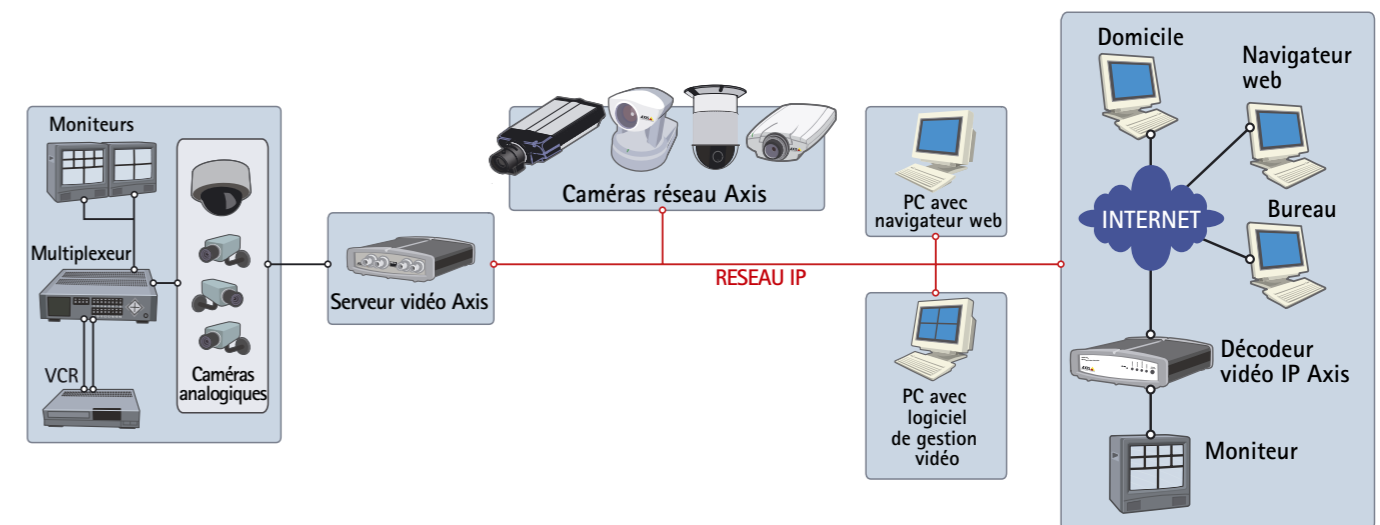 Moniteurs
Multiplexeur
VCR
Caméras
analogiques
Serveur vidéo Axis
Caméras réseau Axis
RESEAU IP
PC avec
navigateur web
PC avec
logiciel
de gestion
vidéo
Domicile
Navigateur
web
INTERNET
Bureau
Décodeur
vidéo IP Axis
Moniteur